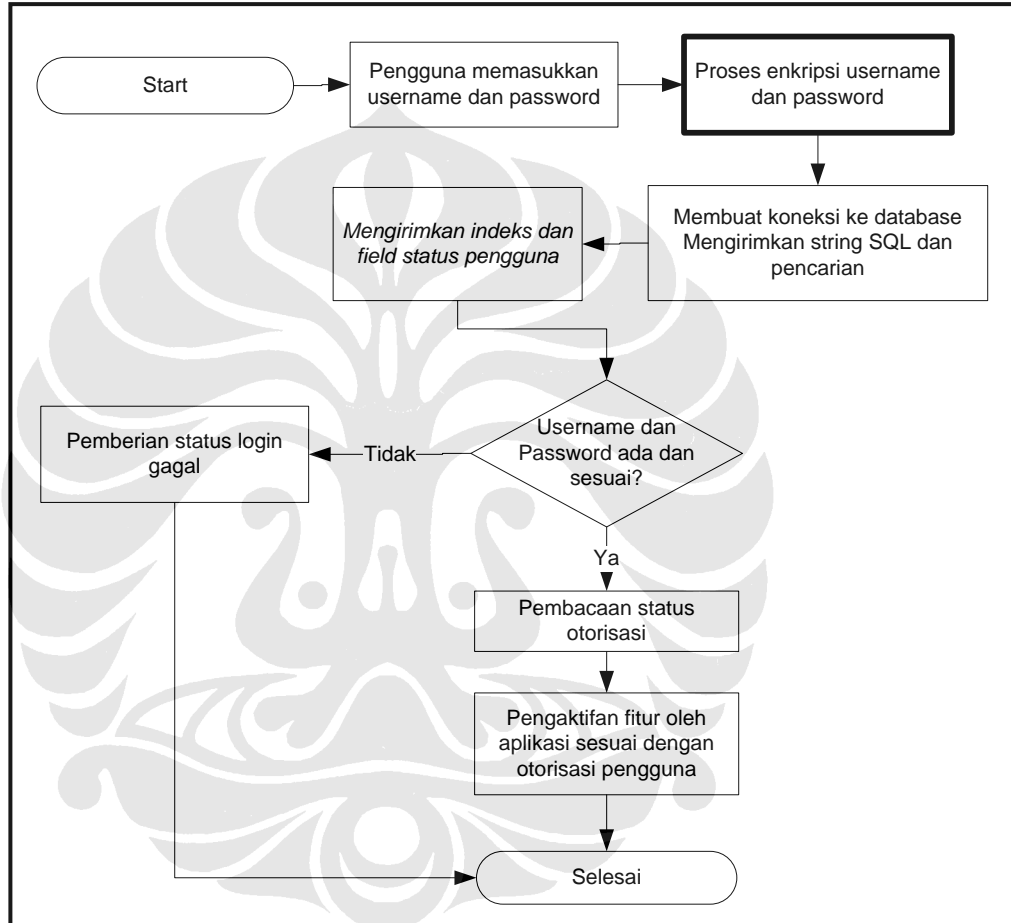 Start
Pengguna memasukkan
username dan password
Proses enkripsi username
dan password
Membuat koneksi ke database
Mengirimkan string SQL dan
pencarian
Mengirimkan indeks dan
field status pengguna
Username dan
Password ada dan
sesuai?
Tidak
Pemberian status login
gagal
Ya
Pembacaan status
otorisasi
Pengaktifan fitur oleh
aplikasi sesuai dengan
otorisasi pengguna
Selesai